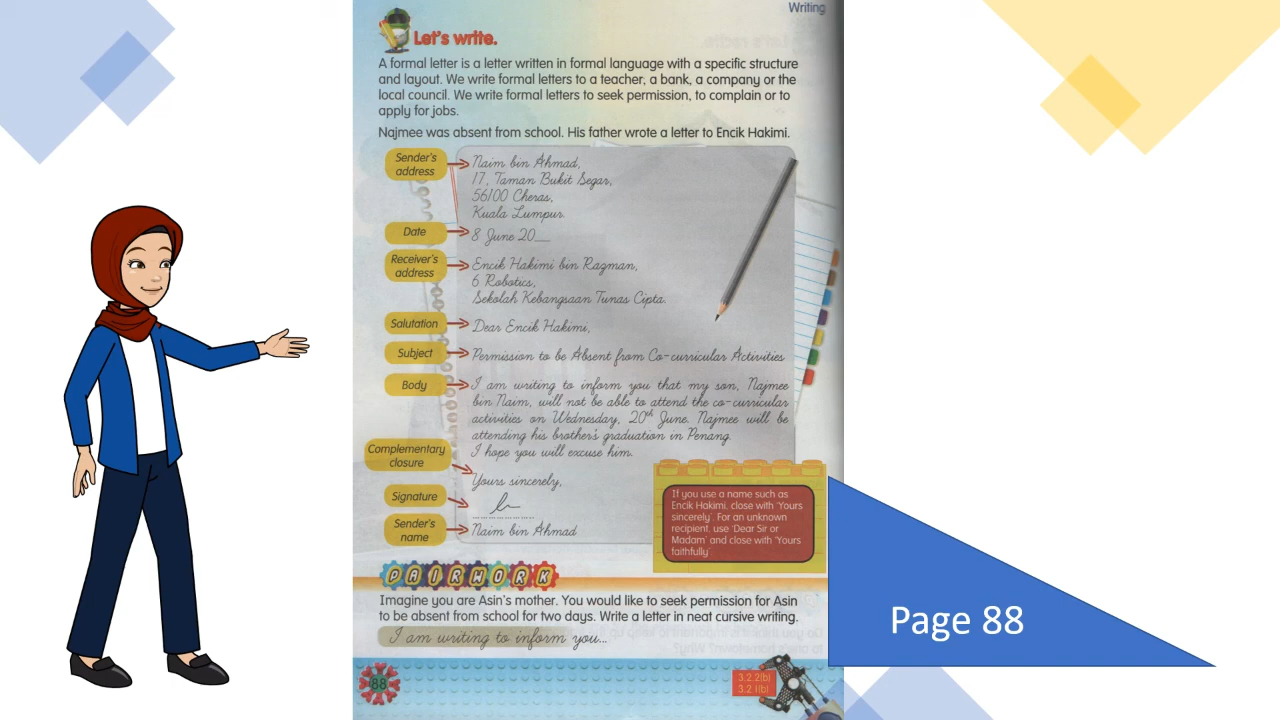 Writing
Let's write.
A formal letter is a letter written in formal language with a specific structure
and layout. We write formal letters to a teacher, a bank, a company or the
local council. We write formal letters to seek permission, to complain or to
apply for jobs.
Najmee was absent from school. His father wrote a letter to Encik Hakimi.
Sender's
address
Naim bin Ahmad,
17, Taman Bukit Segar,
56100 Cheras,
Kuala Lumpur.
Date
8 June 20__
Receiver's
address
Encik Hakimi bin Razman,
6 Robotics,
Sekolah Kebangsaan Tunas Cipta.
Salutation
Dear Encik Hakimi,
Subject
Permission to be Absent from Co-curricular Activities
Body
I am writing to inform you that my son, Najmee
bin Naim, will not be able to attend the co-curricular
activities on Wednesday, 20th June. Najmee will be
attending his brother's graduation in Penang.
I hope you will excuse him.
Complementary
closure
Yours sincerely,
Signature
Sender's
name
Naim bin Ahmad
If you use a name such as
Encik Hakimi, close with 'Yours
sincerely'. For an unknown
recipient, use 'Dear Sir or
Madam' and close with 'Yours
faithfully'.
PAIRWORK
Imagine you are Asin's mother. You would like to seek permission for Asin
to be absent from school for two days. Write a letter in neat cursive writing.
I am writing to inform you...
88
3.2.2(b)
3.2.1(b)
Page 88